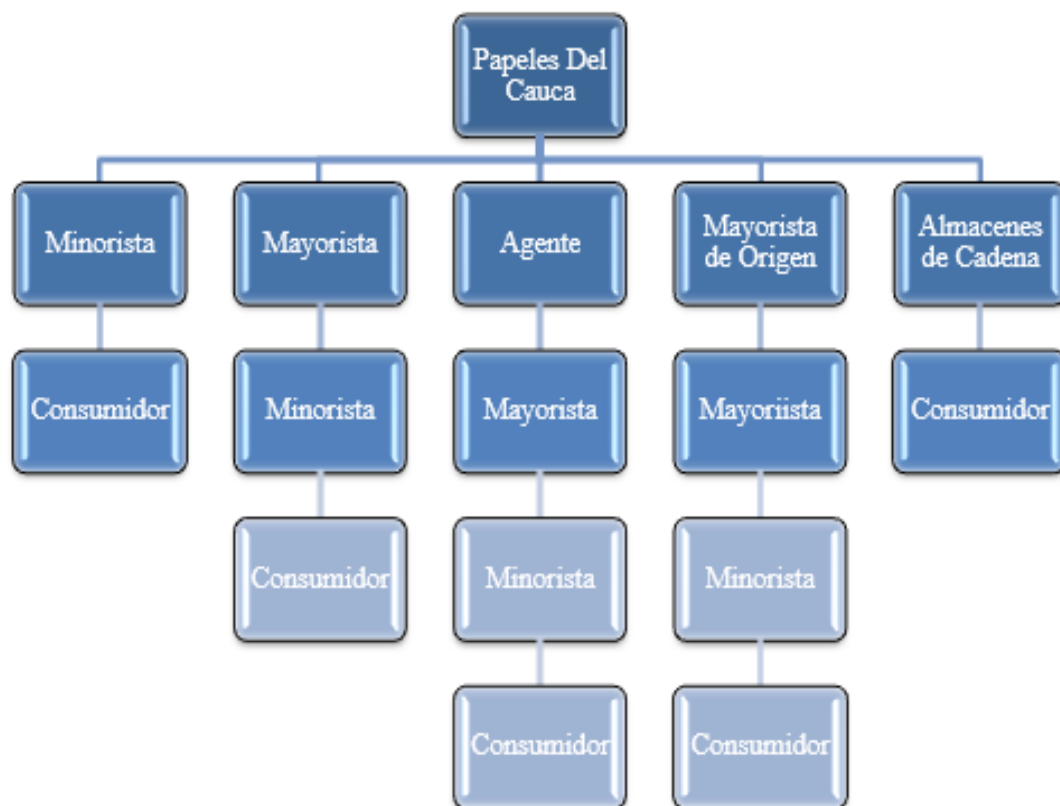 Papeles Del
Cauca
Minorista
Mayorista
Agente
Mayorista
de Origen
Almacenes
de Cadena
Consumidor
Minorista
Mayorista
Mayoriista
Consumidor
Consumidor
Minorista
Minorista
Consumidor
Consumidor